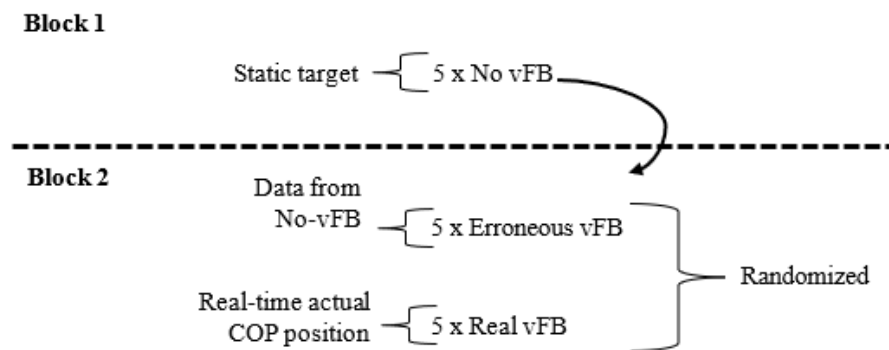 Block 1
Static target
5 x No vFB
Block 2
Data from
No-vFB
5 x Erroneous vFB
Randomized
Real-time actual
COP position
5 x Real vFB